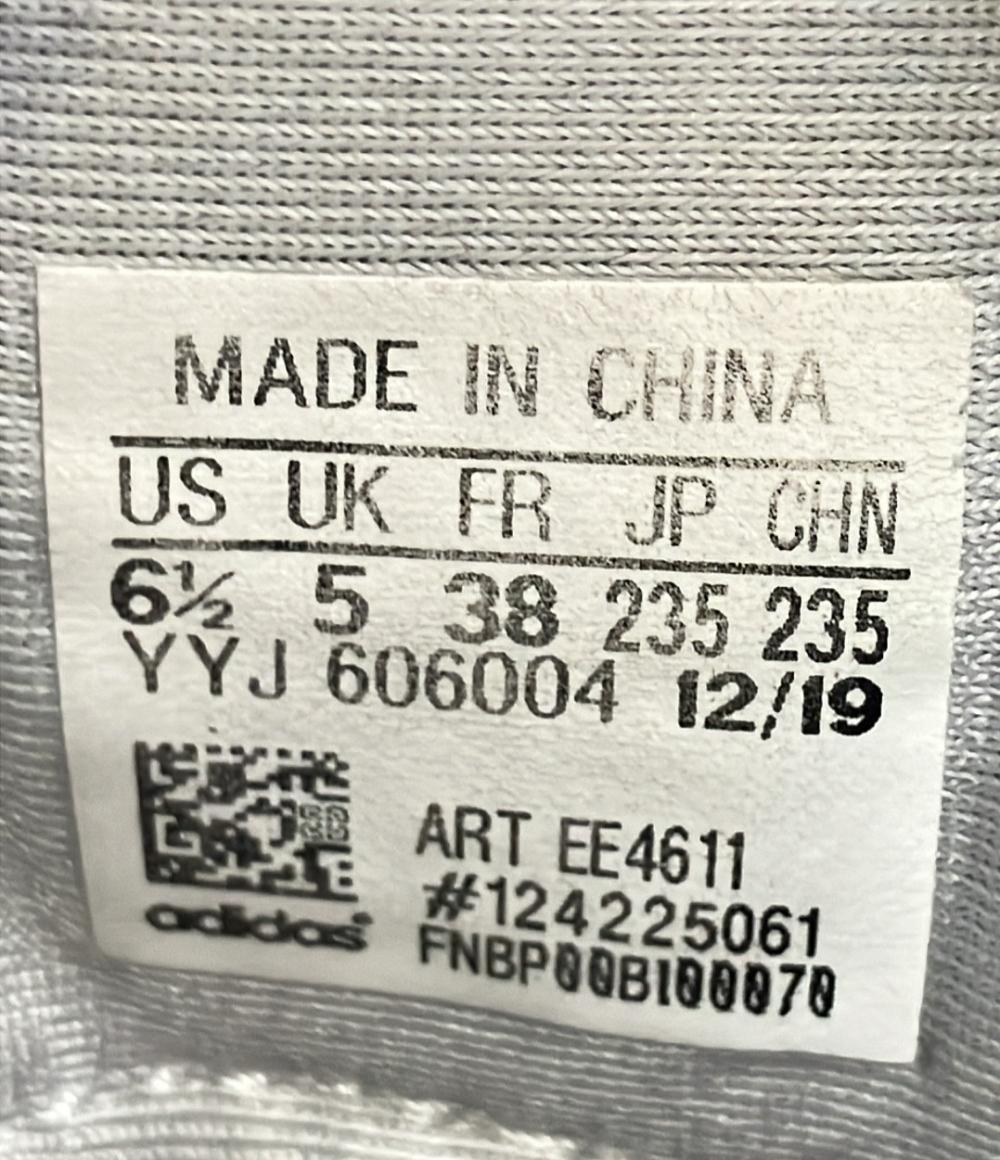 MADE IN CHINA
US UK FR JP CHN
6½ 5 38 235 235
YYJ 606004 12/19
ART EE4611
#124225061
adidas
FNBP00BI00070